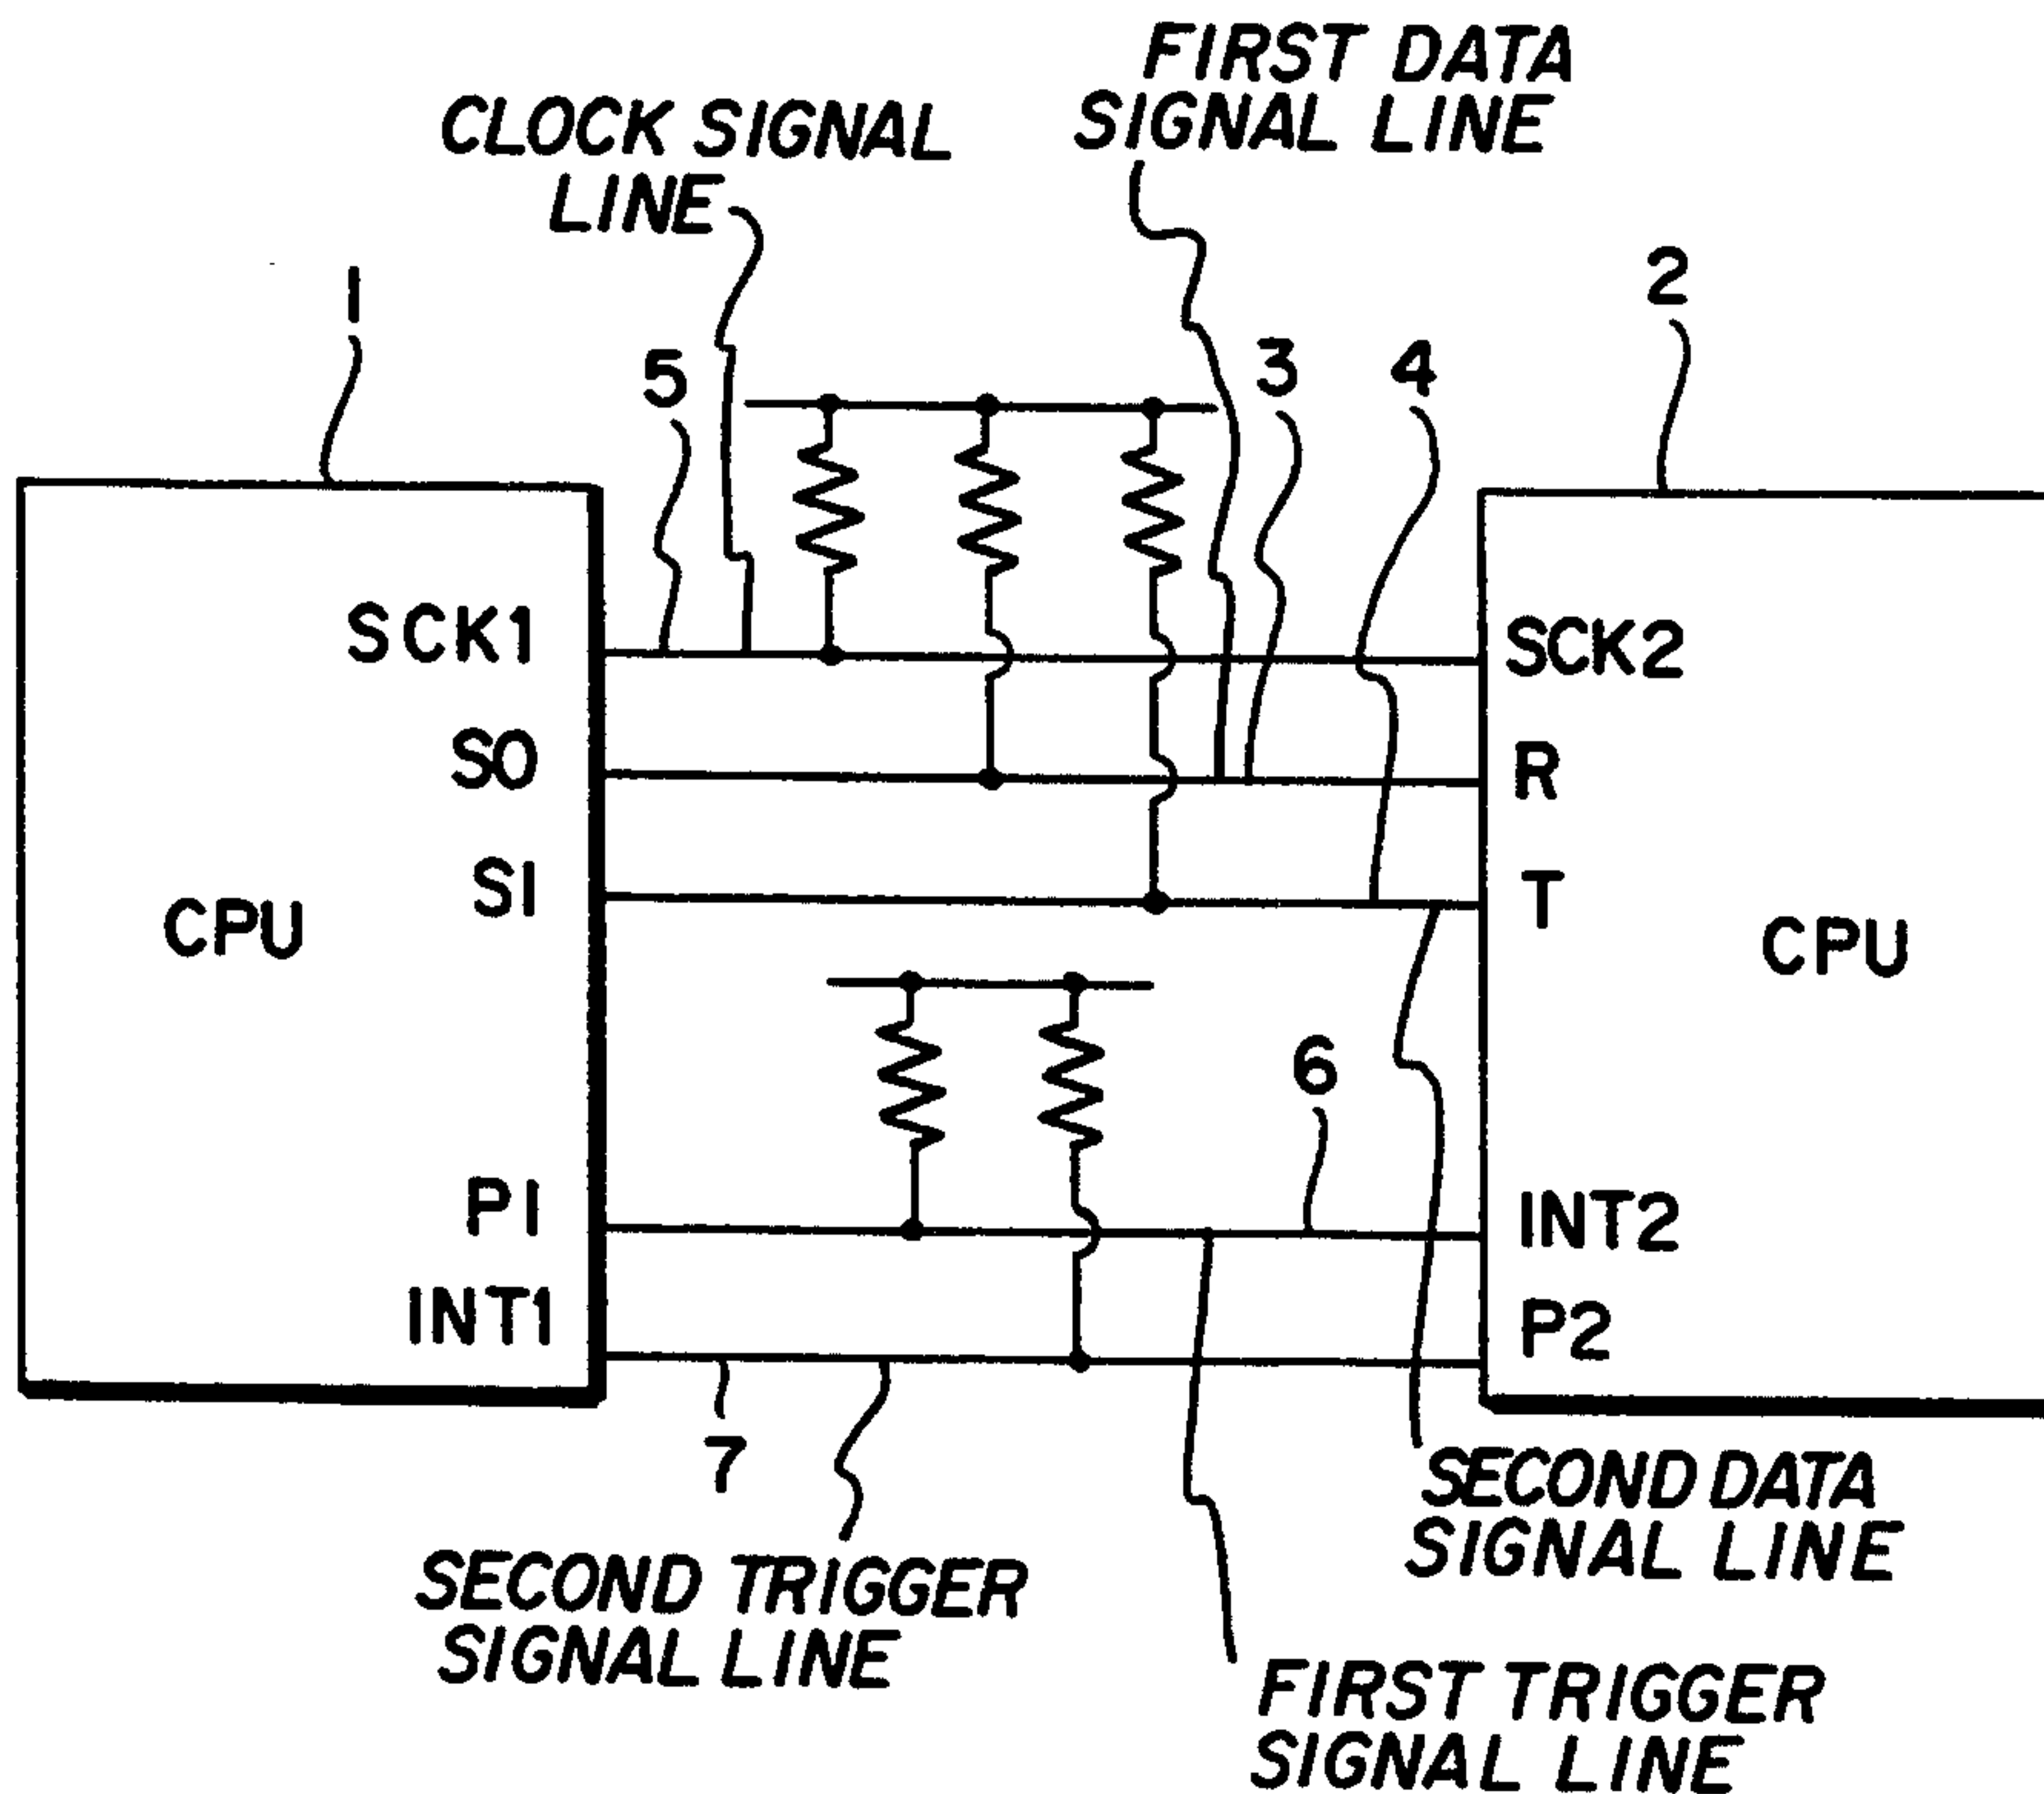 FIRST DATA
SIGNAL LINE
CLOCK SIGNAL
LINE
1
2
5
3
4
SCK1
SCK2
SO
R
SI
T
CPU
CPU
6
PI
INT2
INT1
P2
7
SECOND DATA
SIGNAL LINE
SECOND TRIGGER
SIGNAL LINE
FIRST TRIGGER
SIGNAL LINE